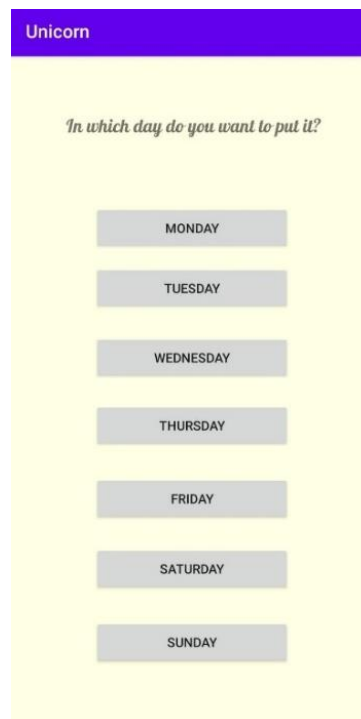 Unicorn
In which day do you want to put it?
MONDAY
TUESDAY
WEDNESDAY
THURSDAY
FRIDAY
SATURDAY
SUNDAY